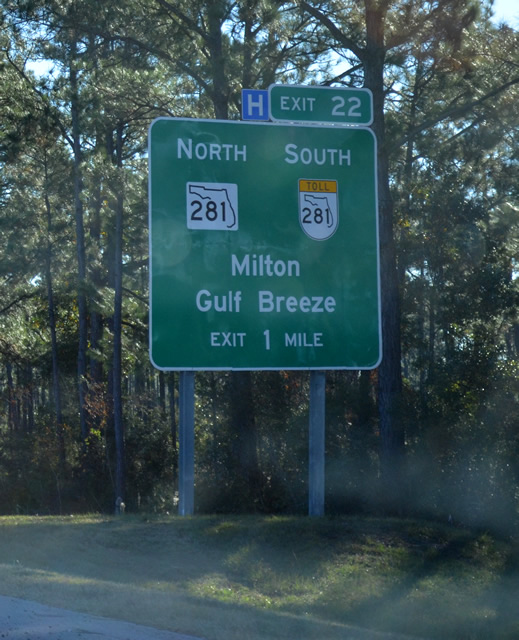 H EXIT 22
NORTH SOUTH
TOLL
281 281
Milton
Gulf Breeze
EXIT 1 MILE